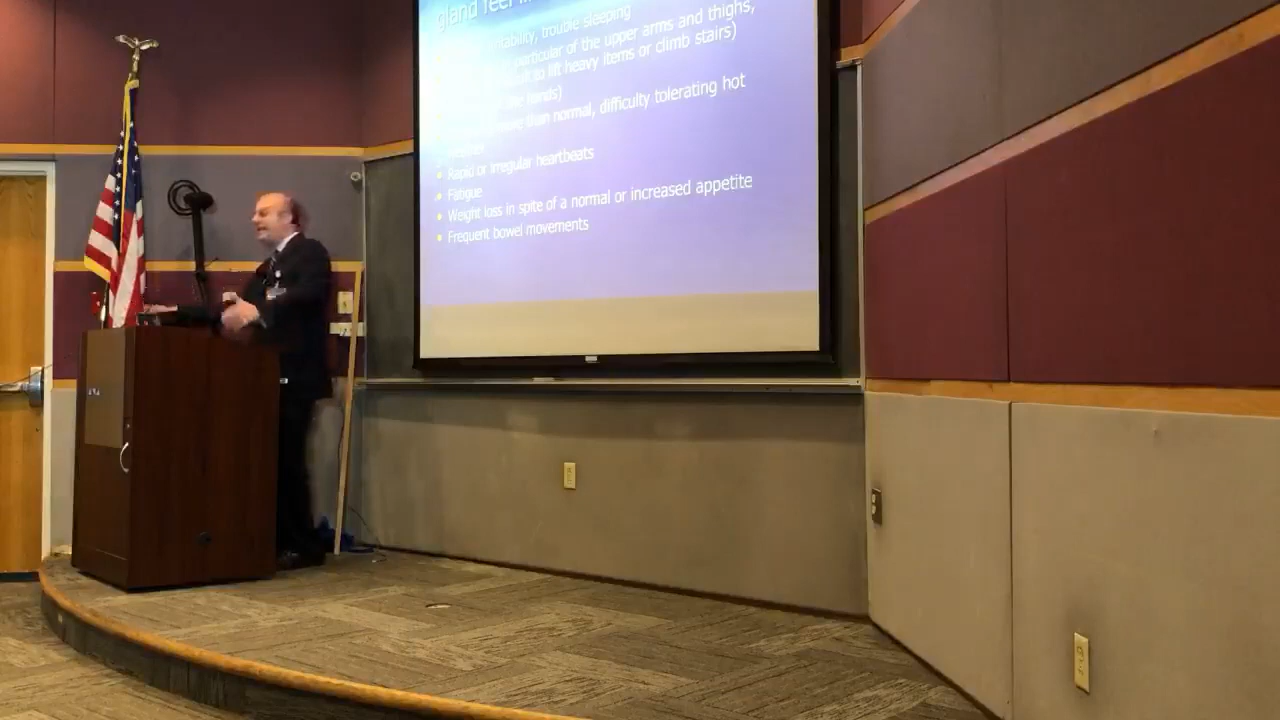 gland feel
trouble sleeping
particular of the upper arms and thighs,
to lift heavy items or climb stairs)
the hands)
than normal, difficulty tolerating hot
Rapid or irregular heartbeats
Fatigue
Weight loss in spite of a normal or increased appetite
Frequent bowel movements